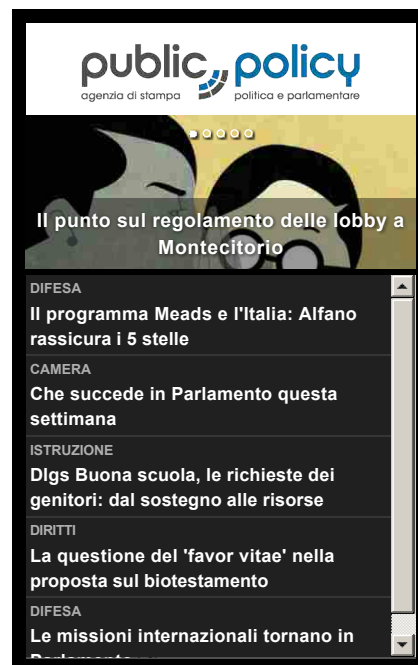 public policy
agenzia di stampa politica e parlamentare
Il punto sul regolamento delle lobby a
Montecitorio
DIFESA
Il programma Meads e l'Italia: Alfano
rassicura i 5 stelle
CAMERA
Che succede in Parlamento questa
settimana
ISTRUZIONE
Dlgs Buona scuola, le richieste dei
genitori: dal sostegno alle risorse
DIRITTI
La questione del 'favor vitae' nella
proposta sul biotestamento
DIFESA
Le missioni internazionali tornano in